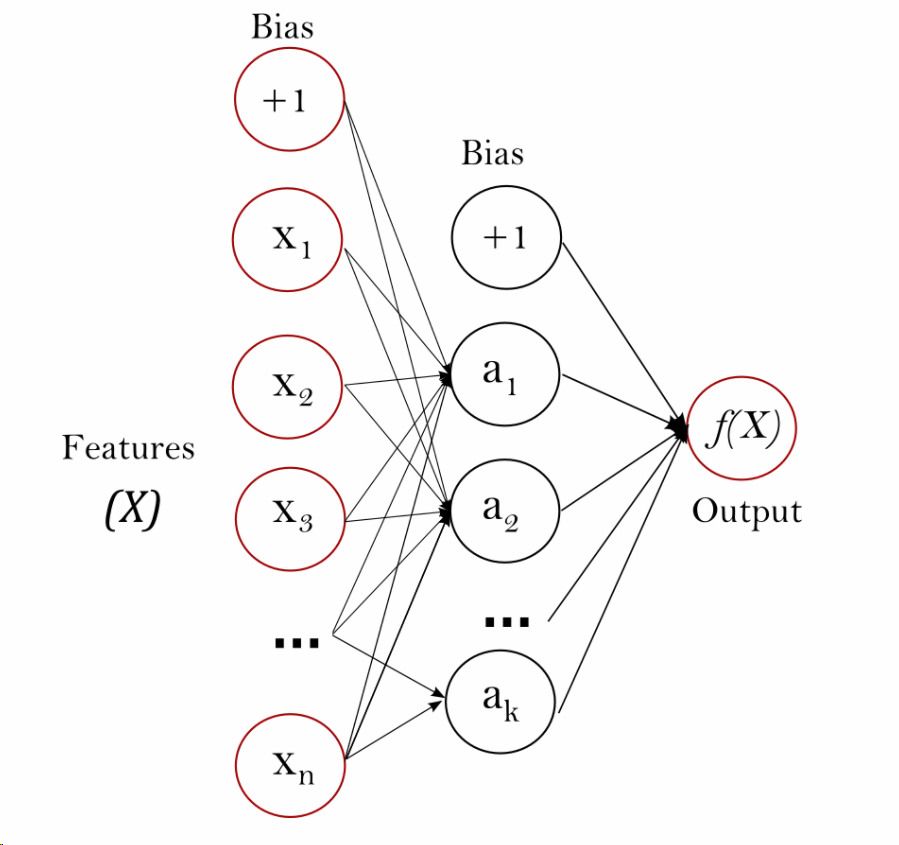 Bias
+1
x1
x2
x3
...
xn
Features
(X)
Bias
+1
a1
a2
...
ak
f(X)
Output